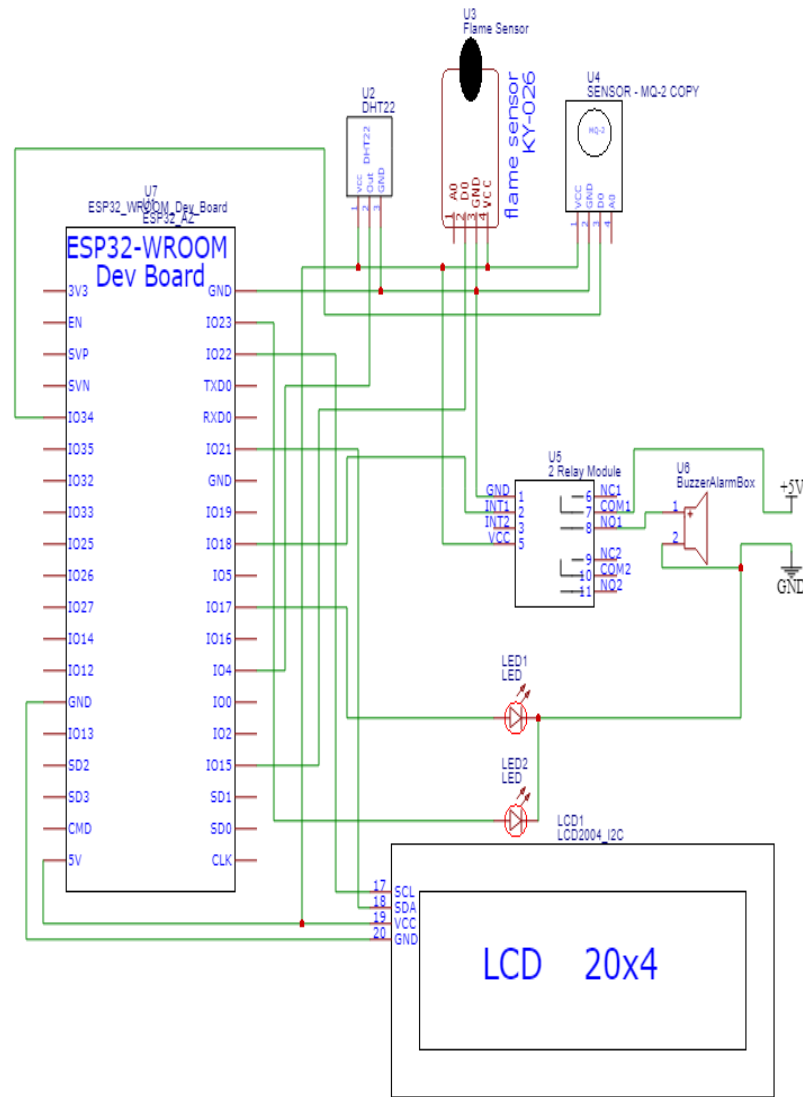 U3
Flame Sensor
flame sensor
KY-026
A0
D0
GND
VCC
1
2
3
4
U4
SENSOR - MQ-2 COPY
MQ-2
VCC
GND
D0
A0
1
2
3
4
U2
DHT22
DHT22
Vcc
Out
GND
1
2
3
U7
ESP32_WROOM_Dev_Board
ESP32_AZ
ESP32-WROOM
Dev Board
3V3
EN
SVP
SVN
IO34
IO35
IO32
IO33
IO25
IO26
IO27
IO14
IO12
GND
IO13
SD2
SD3
CMD
5V
GND
IO23
IO22
TXD0
RXD0
IO21
GND
IO19
IO18
IO5
IO17
IO16
IO4
IO0
IO2
IO15
SD1
SD0
CLK
U5
2 Relay Module
GND
INT1
INT2
VCC
1
2
3
5
6 NC1
7 COM1
8 NO1
9 NC2
10 COM2
11 NO2
U6
BuzzerAlarmBox
1
2
+5V
GND
LED1
LED
LED2
LED
LCD1
LCD2004_I2C
17 SCL
18 SDA
19 VCC
20 GND
LCD 20x4